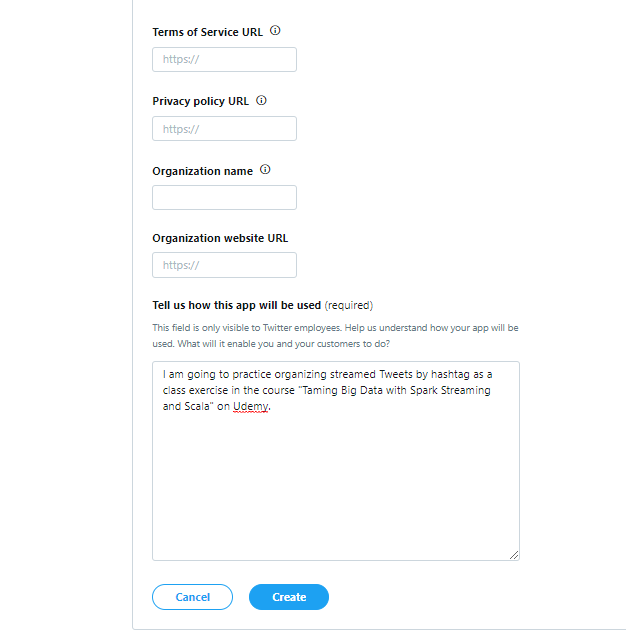 Terms of Service URL
https://
Privacy policy URL
https://
Organization name
Organization website URL
https://
Tell us how this app will be used (required)
This field is only visible to Twitter employees. Help us understand how your app will be
used. What will it enable you and your customers to do?
I am going to practice organizing streamed Tweets by hashtag as a
class exercise in the course "Taming Big Data with Spark Streaming
and Scala" on Udemy.
Cancel
Create